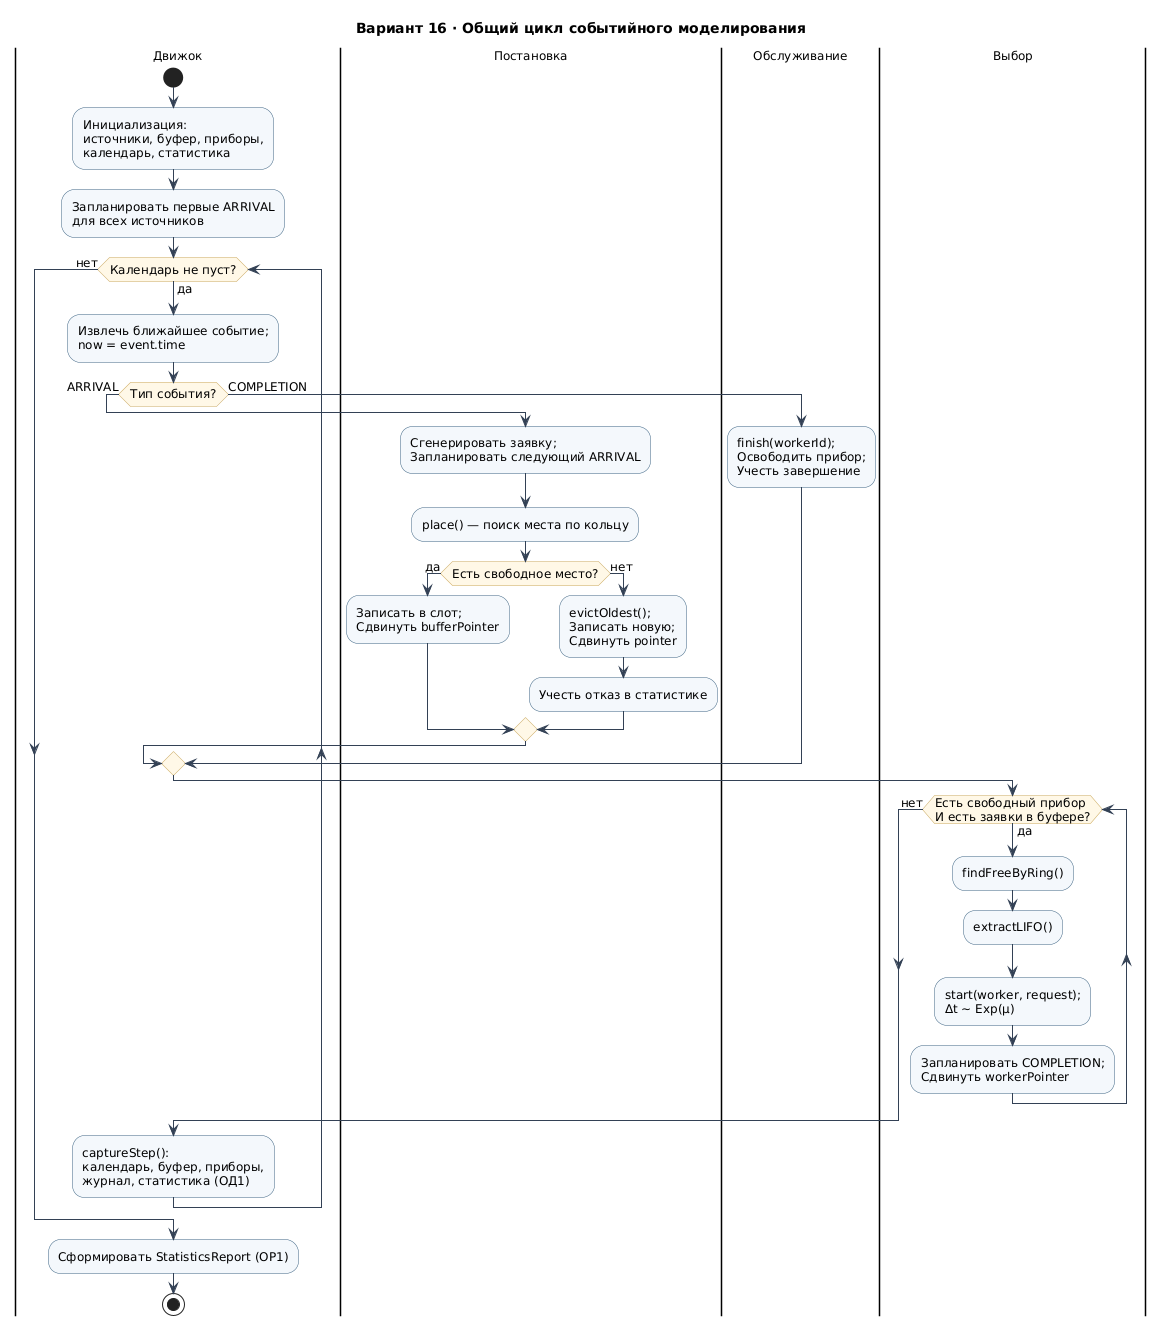 Вариант 16 · Общий цикл событийного моделирования
Движок
Постановка
Обслуживание
Выбор
Инициализация:
источники, буфер, приборы,
календарь, статистика
Запланировать первые ARRIVAL
для всех источников
нет
Календарь не пуст?
да
Извлечь ближайшее событие;
now = event.time
ARRIVAL
Тип события?
COMPLETION
Сгенерировать заявку;
Запланировать следующий ARRIVAL
finish(workerId);
Освободить прибор;
Учесть завершение
place() — поиск места по кольцу
да
Есть свободное место?
нет
Записать в слот;
Сдвинуть bufferPointer
evictOldest();
Записать новую;
Сдвинуть pointer
Учесть отказ в статистике
нет
Есть свободный прибор
И есть заявки в буфере?
да
findFreeByRing()
extractLIFO()
start(worker, request);
Δt ~ Exp(μ)
Запланировать COMPLETION;
Сдвинуть workerPointer
captureStep():
календарь, буфер, приборы,
журнал, статистика (ОД1)
Сформировать StatisticsReport (ОР1)